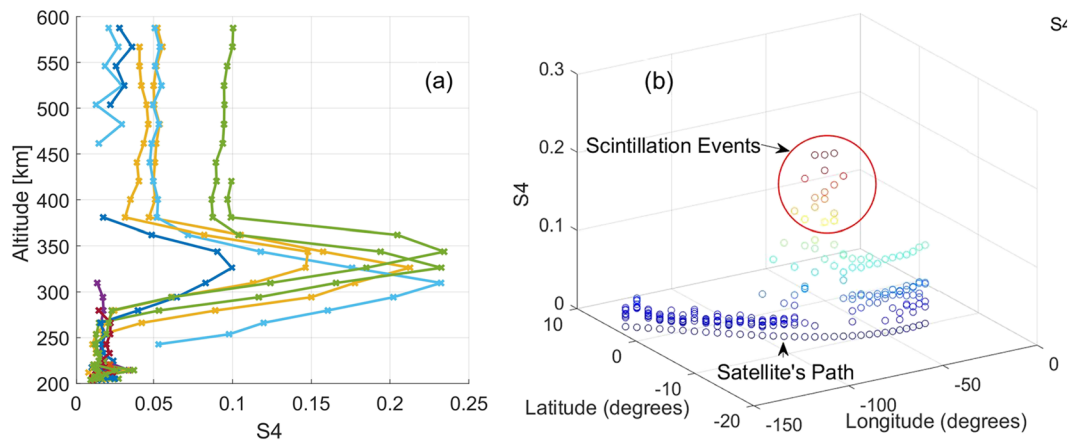 600
550
500
450
400
350
300
250
200
Altitude [km]
(a)
0
0.05
0.1
0.15
0.2
0.25
S4
S4
(b)
0.3
0.2
0.1
0
S4
Scintillation Events
Satellite's Path
10
0
-10
-20
Latitude (degrees)
-150
-100
-50
0
Longitude (degrees)